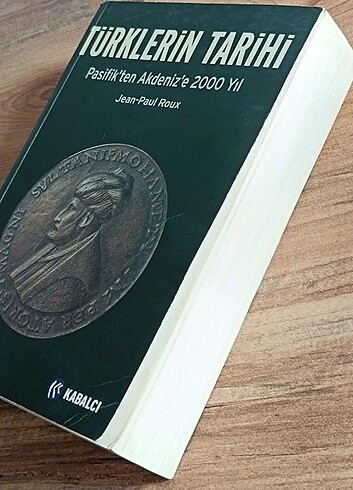 TÜRKLERİN TARİHİ
Pasifik'ten Akdeniz'e 2000 Yıl
Jean-Paul Roux
KABALCI